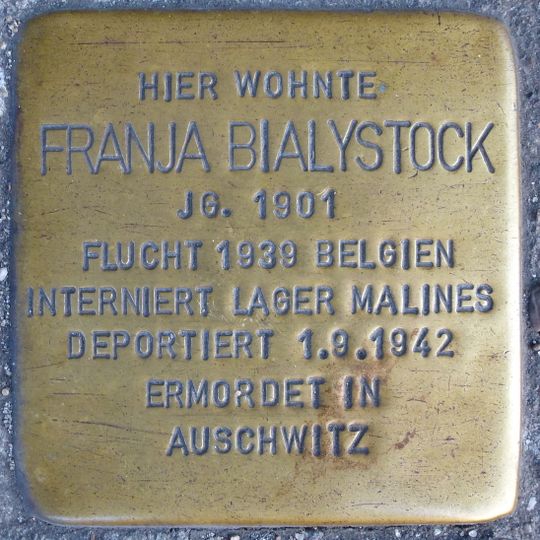 HIER WOHNTE
FRANJA BIALYSTOCK
JG. 1901
FLUCHT 1939 BELGIEN
INTERNIERT LAGER MALINES
DEPORTIERT 1.9.1942
ERMORDET IN
AUSCHWITZ